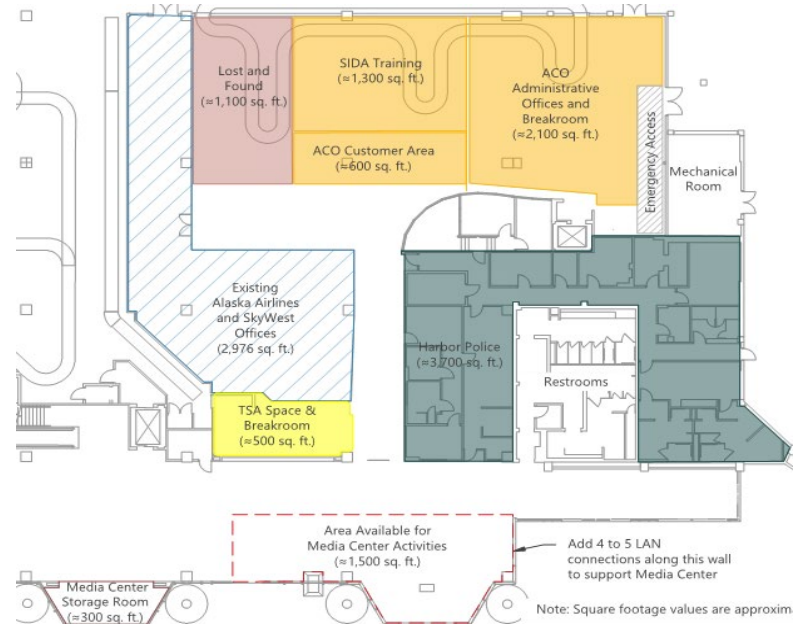 Lost and
Found
(≈1,100 sq. ft.)
SIDA Training
(≈1,300 sq. ft.)
ACO
Administrative
Offices and
Breakroom
(≈2,100 sq. ft.)
ACO Customer Area
(≈600 sq. ft.)
Emergency Access
Mechanical
Room
Existing
Alaska Airlines
and SkyWest
Offices
(2,976 sq. ft.)
Harbor Police
(≈3,700 sq. ft.)
Restrooms
TSA Space &
Breakroom
(≈500 sq. ft.)
Area Available for
Media Center Activities
(≈1,500 sq. ft.)
Add 4 to 5 LAN
connections along this wall
to support Media Center
Media Center
Storage Room
(≈300 sq. ft.)
Note: Square footage values are approxima